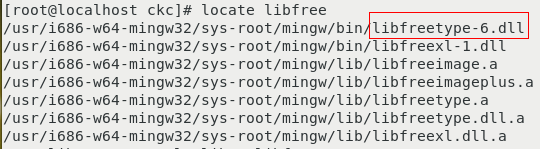 [root@localhost ckc]# locate libfree
/usr/i686-w64-mingw32/sys-root/mingw/bin/libfreetype-6.dll
/usr/i686-w64-mingw32/sys-root/mingw/bin/libfreexl-1.dll
/usr/i686-w64-mingw32/sys-root/mingw/lib/libfreeimage.a
/usr/i686-w64-mingw32/sys-root/mingw/lib/libfreeimageplus.a
/usr/i686-w64-mingw32/sys-root/mingw/lib/libfreetype.a
/usr/i686-w64-mingw32/sys-root/mingw/lib/libfreetype.dll.a
/usr/i686-w64-mingw32/sys-root/mingw/lib/libfreexl.dll.a